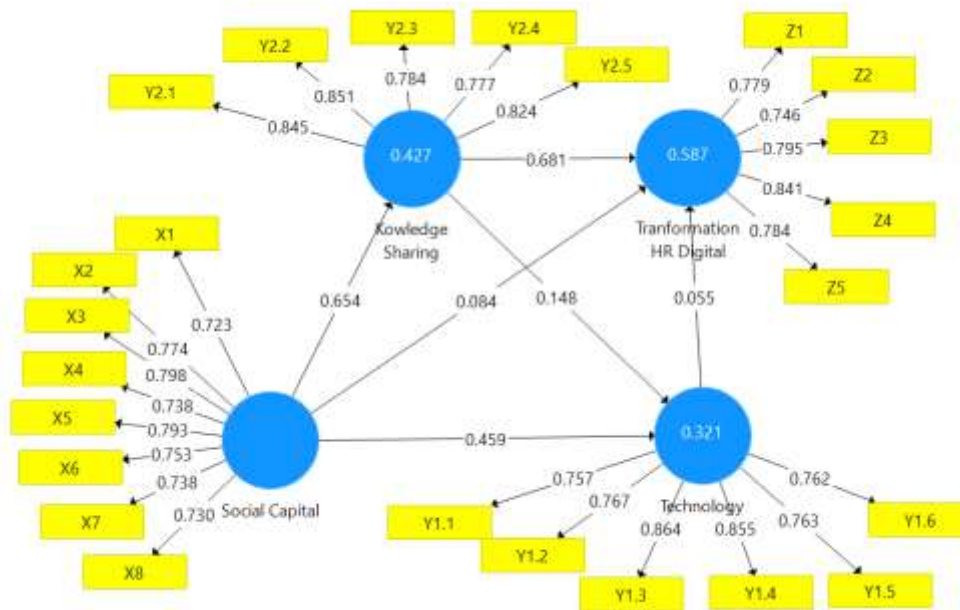 Y2.3
Y2.4
Z1
Y2.2
Y2.5
Z2
Y2.1
0.784
0.777
0.779
0.851
0.824
0.746
Z3
0.845
0.795
0.427
0.681
0.587
0.841
Z4
X1
Kowledge
Sharing
Tranformation
HR Digital
0.784
X2
Z5
X3
0.654
0.084
0.148
0.055
0.723
0.774
X4
0.798
0.738
X5
0.793
0.459
0.321
X6
0.753
0.738
0.757
0.762
X7
0.730
Social Capital
0.767
Technology
Y1.1
0.864
0.855
0.763
Y1.6
X8
Y1.2
Y1.3
Y1.4
Y1.5